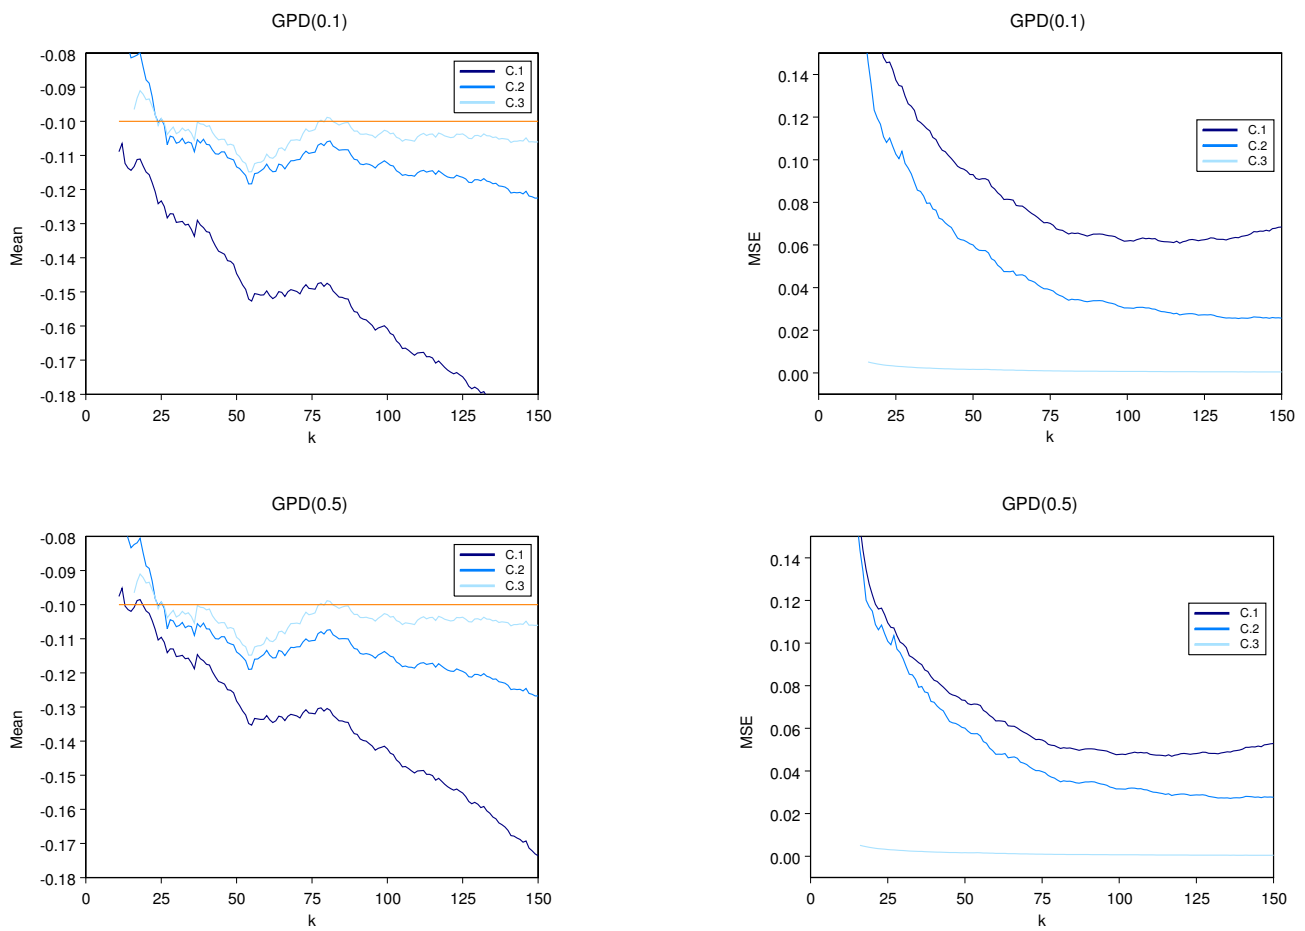 GPD(0.1)
-0.08
-0.09
-0.10
-0.11
-0.12
-0.13
-0.14
-0.15
-0.16
-0.17
-0.18
Mean
0 25 50 75 100 125 150
k
C.1
C.2
C.3
GPD(0.1)
0.14
0.12
0.10
0.08
0.06
0.04
0.02
0.00
MSE
0 25 50 75 100 125 150
k
C.1
C.2
C.3
GPD(0.5)
-0.08
-0.09
-0.10
-0.11
-0.12
-0.13
-0.14
-0.15
-0.16
-0.17
-0.18
Mean
0 25 50 75 100 125 150
k
C.1
C.2
C.3
GPD(0.5)
0.14
0.12
0.10
0.08
0.06
0.04
0.02
0.00
MSE
0 25 50 75 100 125 150
k
C.1
C.2
C.3